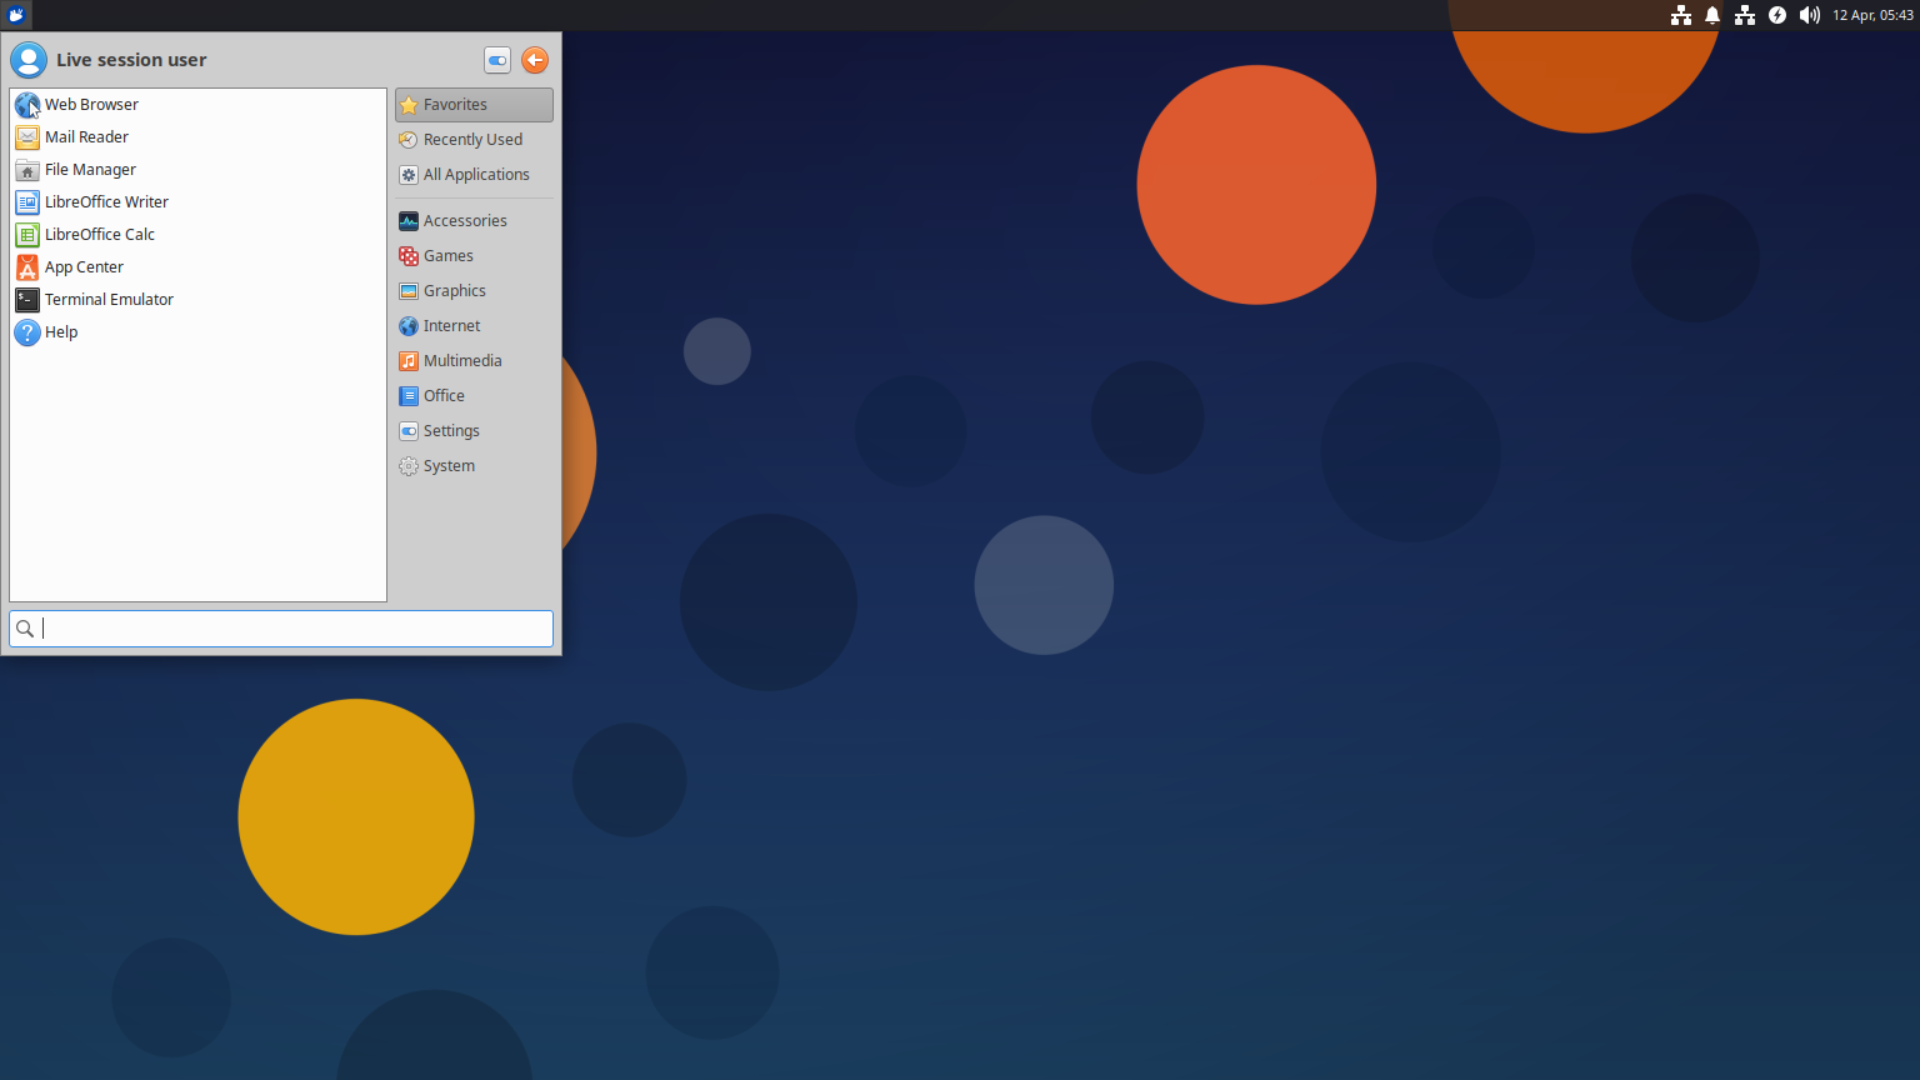 12 Apr, 05:43
Live session user
Web Browser
Mail Reader
File Manager
LibreOffice Writer
LibreOffice Calc
App Center
Terminal Emulator
Help
Favorites
Recently Used
All Applications
Accessories
Games
Graphics
Internet
Multimedia
Office
Settings
System